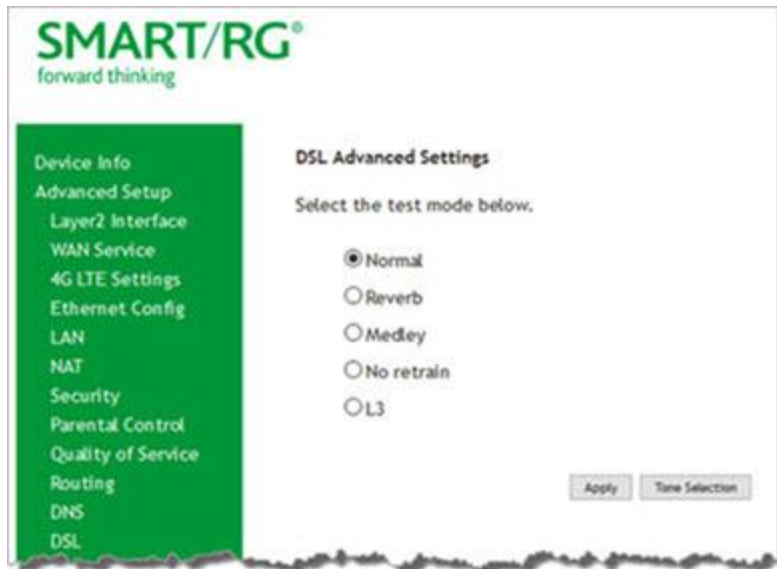 SMART/RG®
forward thinking
Device Info
Advanced Setup
Layer2 Interface
WAN Service
4G LTE Settings
Ethernet Config
LAN
NAT
Security
Parental Control
Quality of Service
Routing
DNS
DSL
DSL Advanced Settings
Select the test mode below.
Normal
Reverb
Medley
No retrain
L3
Apply
Tone Selection